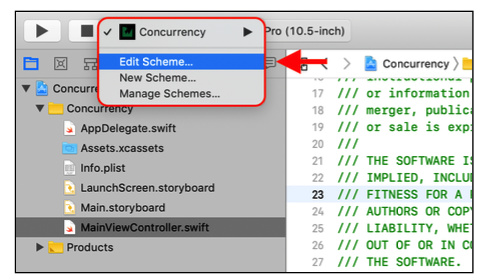 Concurrency
Pro (10.5-inch)
Edit Scheme...
New Scheme...
Manage Schemes...
Concurrency
Concurrency
AppDelegate.swift
Assets.xcassets
Info.plist
LaunchScreen.storyboard
Main.storyboard
MainViewController.swift
Products
17 /// or information
18 /// merger, publica
19 /// or sale is expr
20 ///
21 /// THE SOFTWARE IS
22 /// IMPLIED, INCLUD
23 /// FITNESS FOR A
24 /// AUTHORS OR COPY
25 /// LIABILITY, WHET
26 /// OUT OF OR IN CO
27 /// THE SOFTWARE.